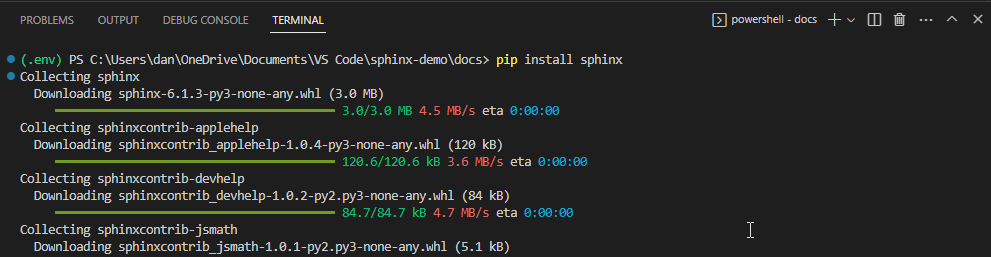 PROBLEMS OUTPUT DEBUG CONSOLE TERMINAL powershell - docs
(.env) PS C:\Users\dan\OneDrive\Documents\VS Code\sphinx-demo\docs> pip install sphinx
Collecting sphinx
Downloading sphinx-6.1.3-py3-none-any.whl (3.0 MB)
3.0/3.0 MB 4.5 MB/s eta 0:00:00
Collecting sphinxcontrib-applehelp
Downloading sphinxcontrib_applehelp-1.0.4-py3-none-any.whl (120 kB)
120.6/120.6 kB 3.6 MB/s eta 0:00:00
Collecting sphinxcontrib-devhelp
Downloading sphinxcontrib_devhelp-1.0.2-py2.py3-none-any.whl (84 kB)
84.7/84.7 kB 4.7 MB/s eta 0:00:00
Collecting sphinxcontrib-jsmath
Downloading sphinxcontrib_jsmath-1.0.1-py2.py3-none-any.whl (5.1 kB)